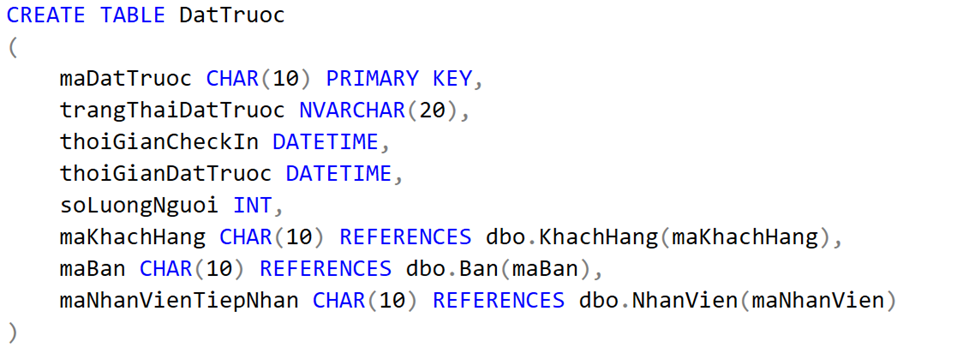 CREATE TABLE DatTruoc
(
maDatTruoc CHAR(10) PRIMARY KEY,
trangThaiDatTruoc NVARCHAR(20),
thoiGianCheckIn DATETIME,
thoiGianDatTruoc DATETIME,
soLuongNguoi INT,
maKhachHang CHAR(10) REFERENCES dbo.KhachHang(maKhachHang),
maBan CHAR(10) REFERENCES dbo.Ban(maBan),
maNhanVienTiepNhan CHAR(10) REFERENCES dbo.NhanVien(maNhanVien)
)